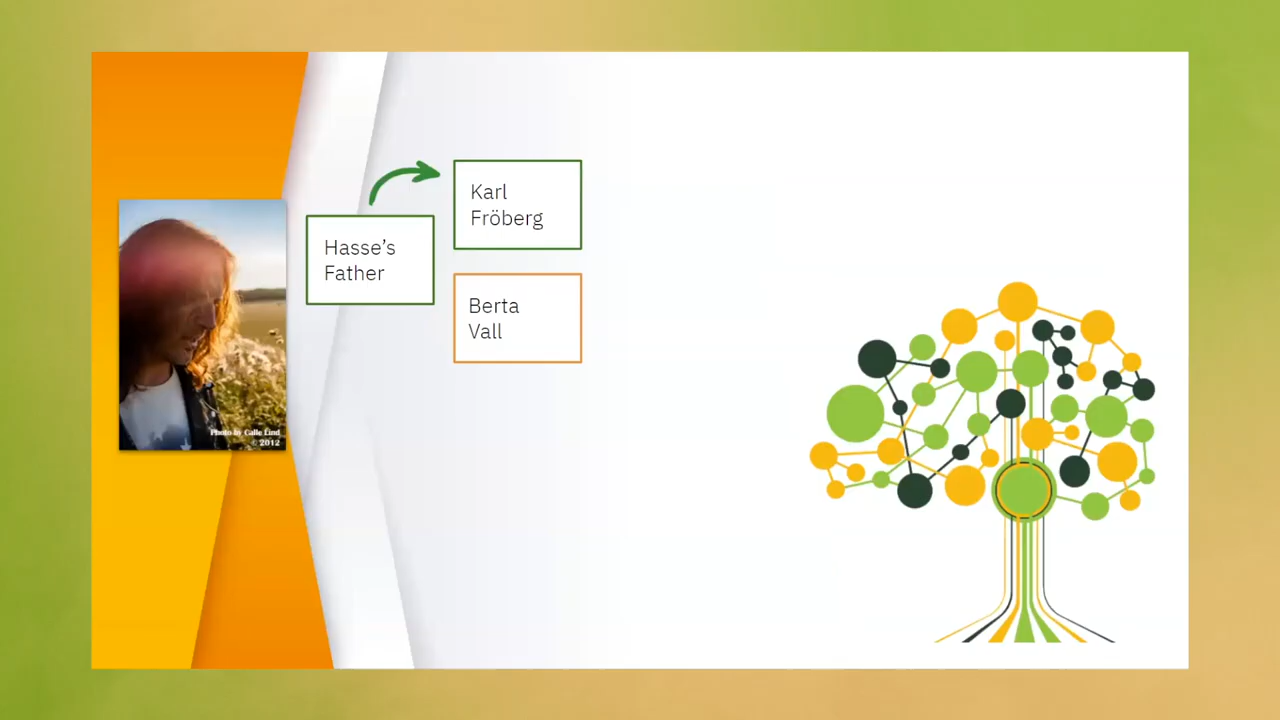 Karl
Fröberg
Hasse’s
Father
Berta
Vall
Photo by Calle Lind
© 2012